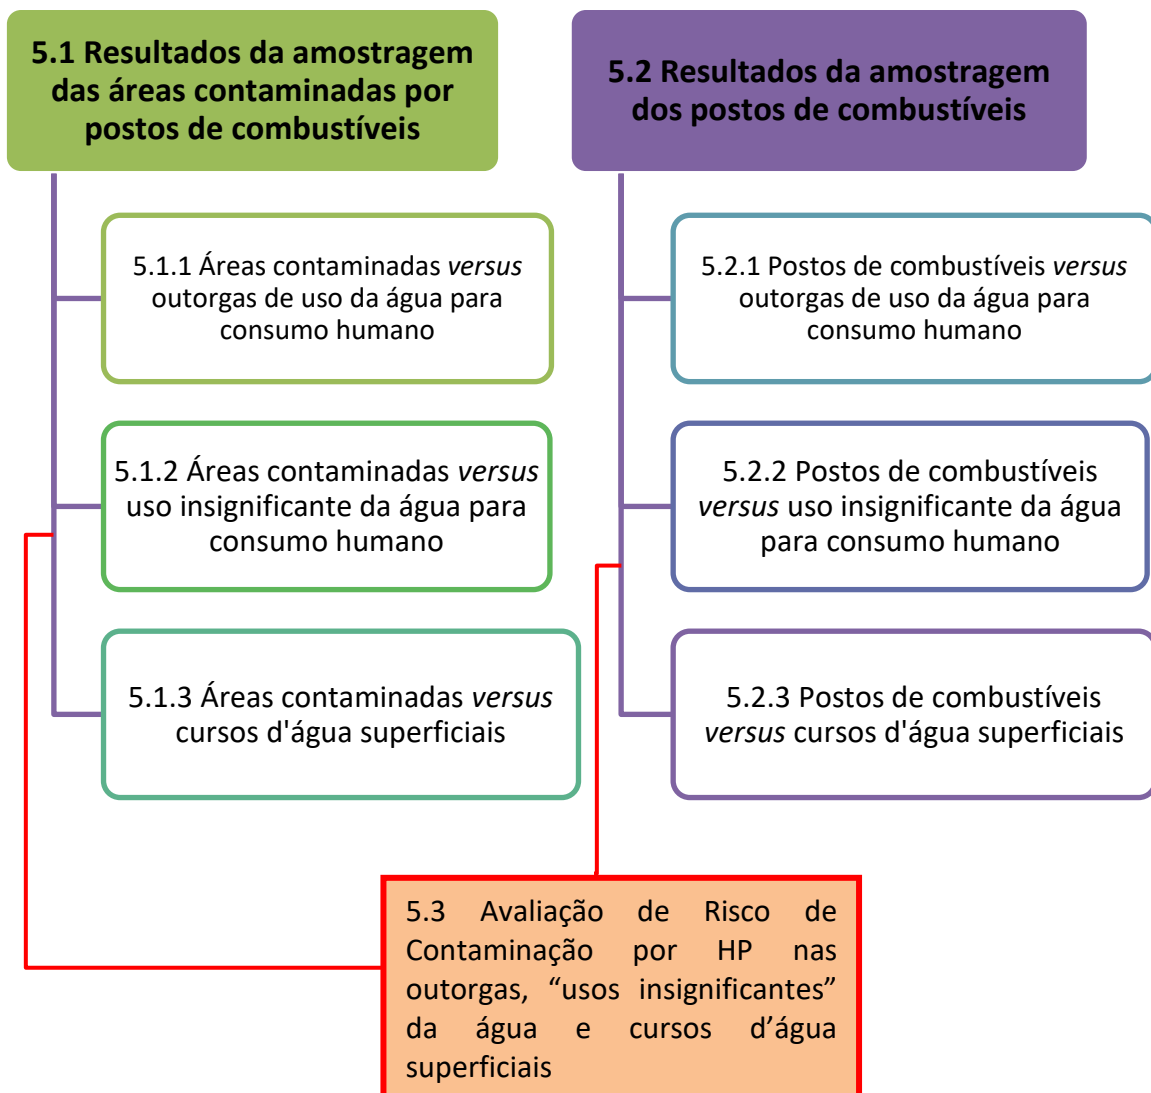 5.1 Resultados da amostragem
das áreas contaminadas por
postos de combustíveis
5.1.1 Áreas contaminadas versus
outorgas de uso da água para
consumo humano
5.1.2 Áreas contaminadas versus
uso insignificante da água para
consumo humano
5.1.3 Áreas contaminadas versus
cursos d'água superficiais
5.2 Resultados da amostragem
dos postos de combustíveis
5.2.1 Postos de combustíveis versus
outorgas de uso da água para
consumo humano
5.2.2 Postos de combustíveis
versus uso insignificante da água
para consumo humano
5.2.3 Postos de combustíveis
versus cursos d'água superficiais
5.3 Avaliação de Risco de
Contaminação por HP nas
outorgas, “usos insignificantes”
da água e cursos d’água
superficiais